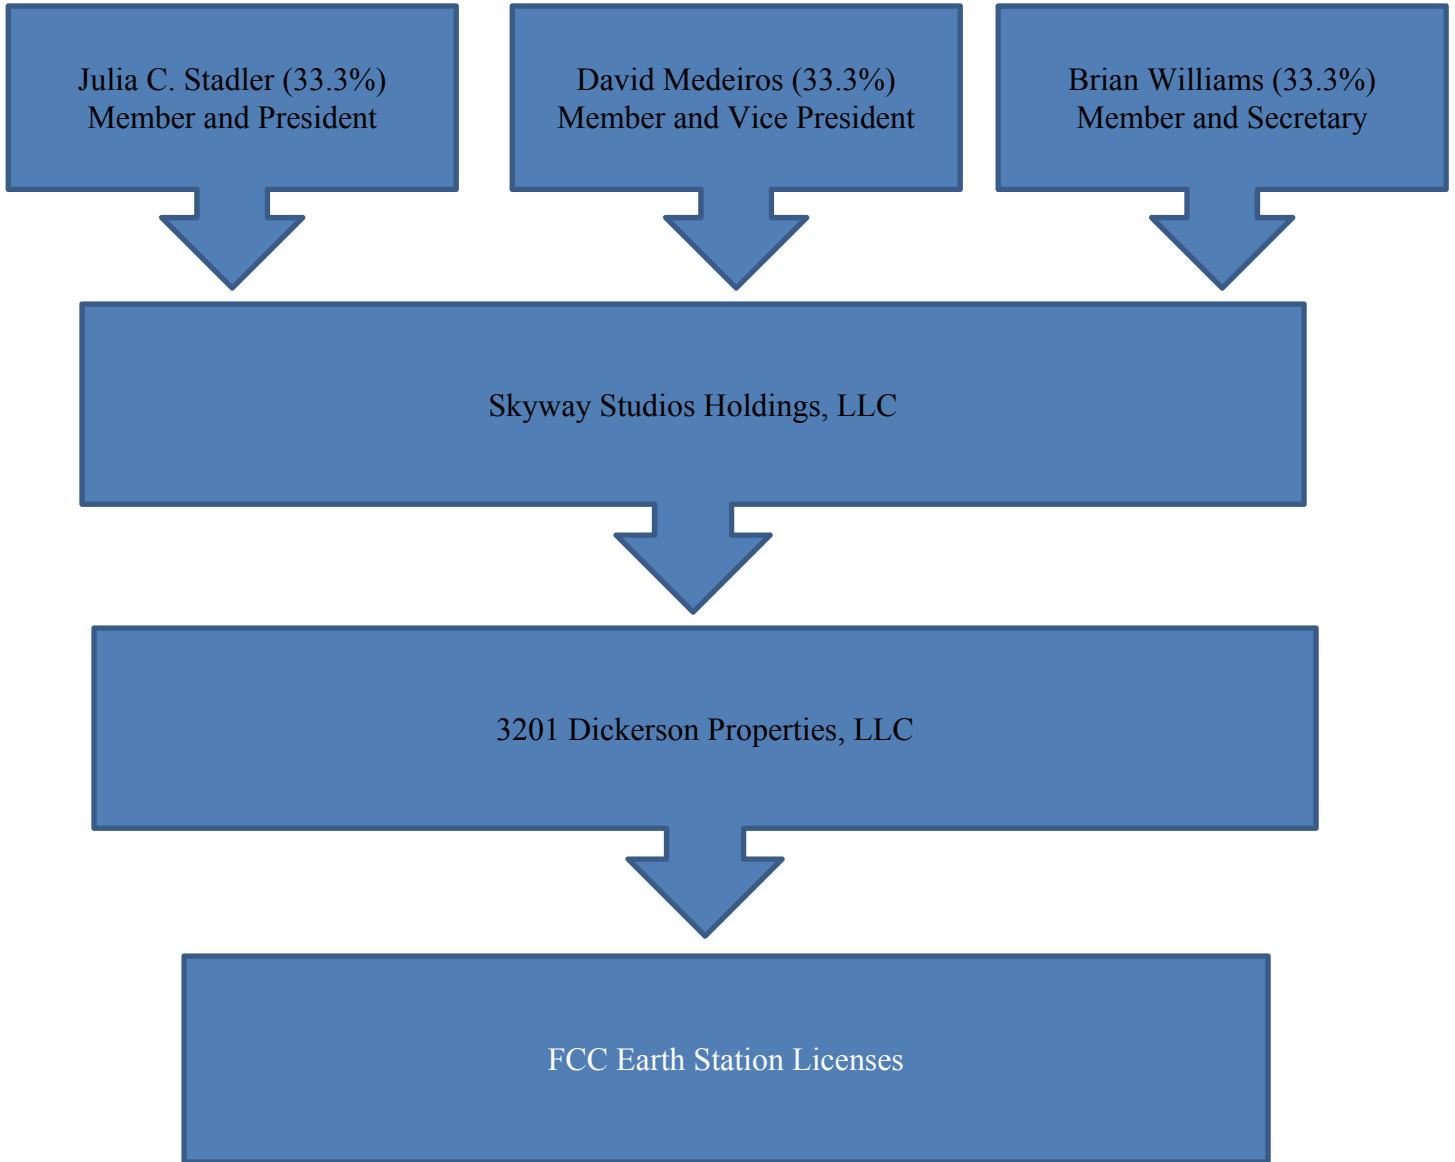 Julia C. Stadler (33.3%)
Member and President
David Medeiros (33.3%)
Member and Vice President
Brian Williams (33.3%)
Member and Secretary
Skyway Studios Holdings, LLC
3201 Dickerson Properties, LLC
FCC Earth Station Licenses